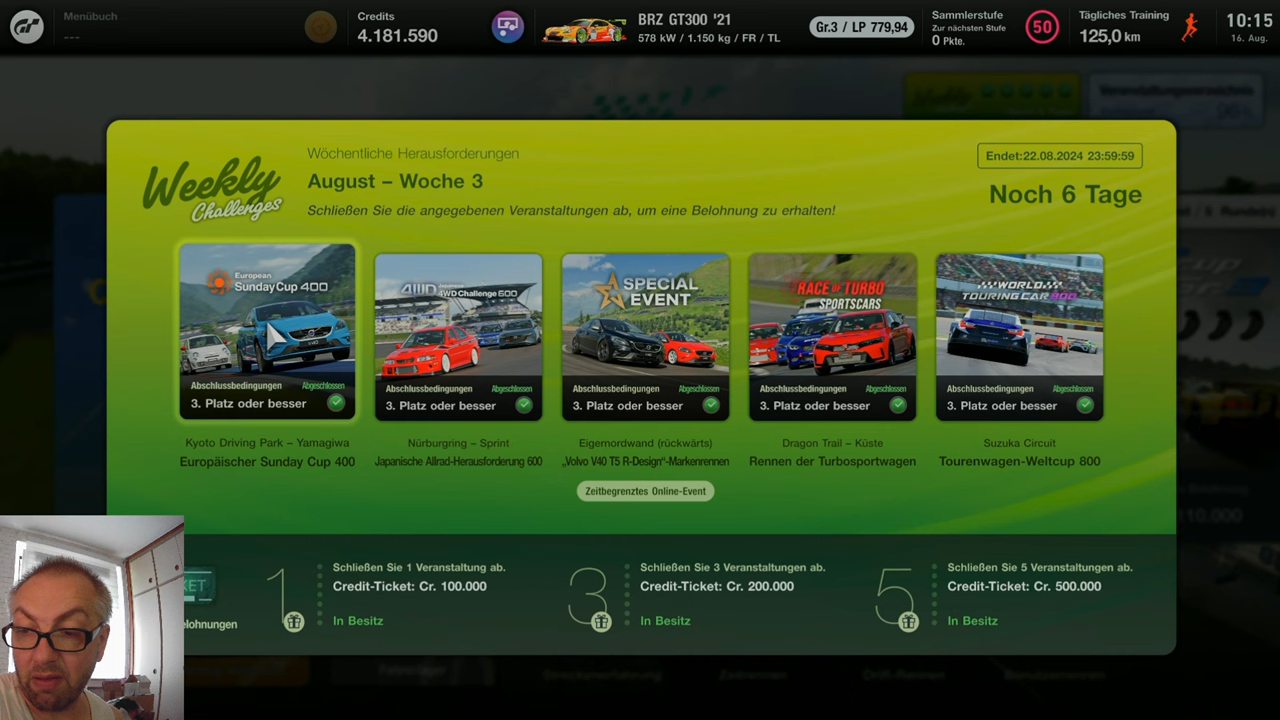 Menübuch
---
Credits
4.181.590
BRZ GT300 '21
578 kW / 1.150 kg / FR / TL
Gr.3 / LP 779,94
Sammlerstufe
Zur nächsten Stufe
0 Pkte.
50
Tägliches Training
125,0 km
10:15
16. Aug.
Weekly
Challenges
Wöchentliche Herausforderungen
August – Woche 3
Schließen Sie die angegebenen Veranstaltungen ab, um eine Belohnung zu erhalten!
Endet:22.08.2024 23:59:59
Noch 6 Tage
European
Sunday Cup 400
Abschlussbedingungen
Abgeschlossen
3. Platz oder besser
Kyoto Driving Park – Yamagiwa
Europäischer Sunday Cup 400
Japanese
4WD Challenge 600
Abschlussbedingungen
Abgeschlossen
3. Platz oder besser
Nürburgring – Sprint
Japanische Allrad-Herausforderung 600
SPECIAL
EVENT
Abschlussbedingungen
Abgeschlossen
3. Platz oder besser
Eigernordwand (rückwärts)
„Volvo V40 T5 R-Design"-Markenrennen
Zeitbegrenztes Online-Event
RACE OF TURBO
SPORTSCARS
Abschlussbedingungen
Abgeschlossen
3. Platz oder besser
Dragon Trail – Küste
Rennen der Turbosportwagen
WORLD
TOURING CAR 800
Abschlussbedingungen
Abgeschlossen
3. Platz oder besser
Suzuka Circuit
Tourenwagen-Weltcup 800
1
Schließen Sie 1 Veranstaltung ab.
Credit-Ticket: Cr. 100.000
In Besitz
3
Schließen Sie 3 Veranstaltungen ab.
Credit-Ticket: Cr. 200.000
In Besitz
5
Schließen Sie 5 Veranstaltungen ab.
Credit-Ticket: Cr. 500.000
In Besitz